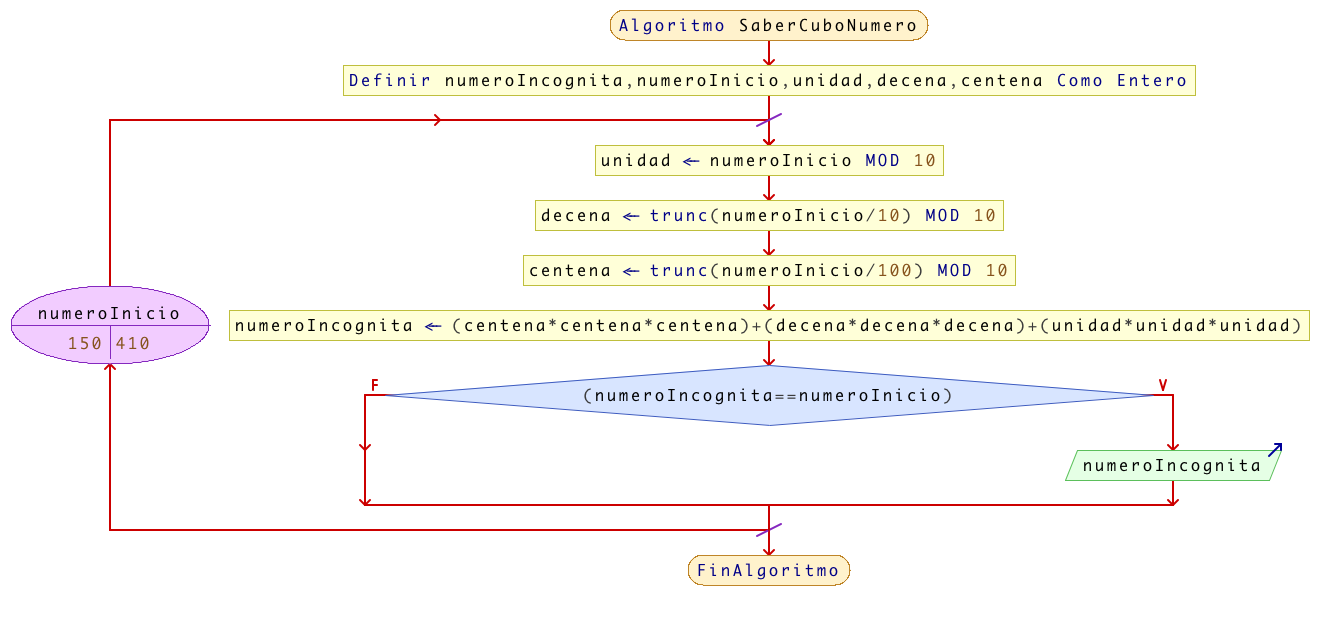 Algoritmo SaberCuboNumero
Definir numeroIncognita,numeroInicio,unidad,decena,centena Como Entero
unidad ← numeroInicio MOD 10
decena ← trunc(numeroInicio/10) MOD 10
centena ← trunc(numeroInicio/100) MOD 10
numeroInicio
150 410
numeroIncognita ← (centena*centena*centena)+(decena*decena*decena)+(unidad*unidad*unidad)
F
V
(numeroIncognita==numeroInicio)
numeroIncognita
FinAlgoritmo